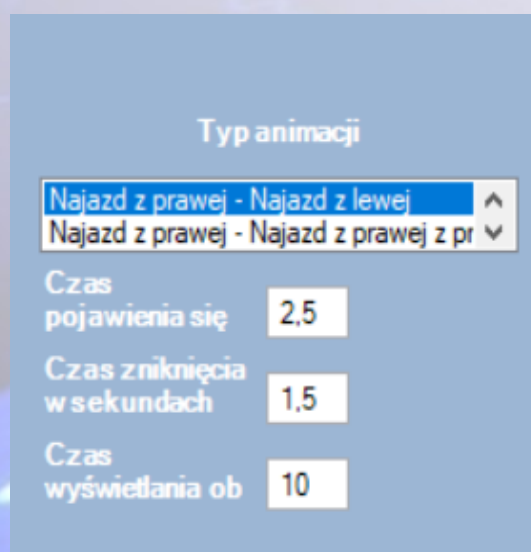 Typ animacji
Najazd z prawej - Najazd z lewej
Najazd z prawej - Najazd z prawej z pr
Czas
pojawienia się
2,5
Czas zniknięcia
w sekundach
1,5
Czas
wyświetlania ob
10